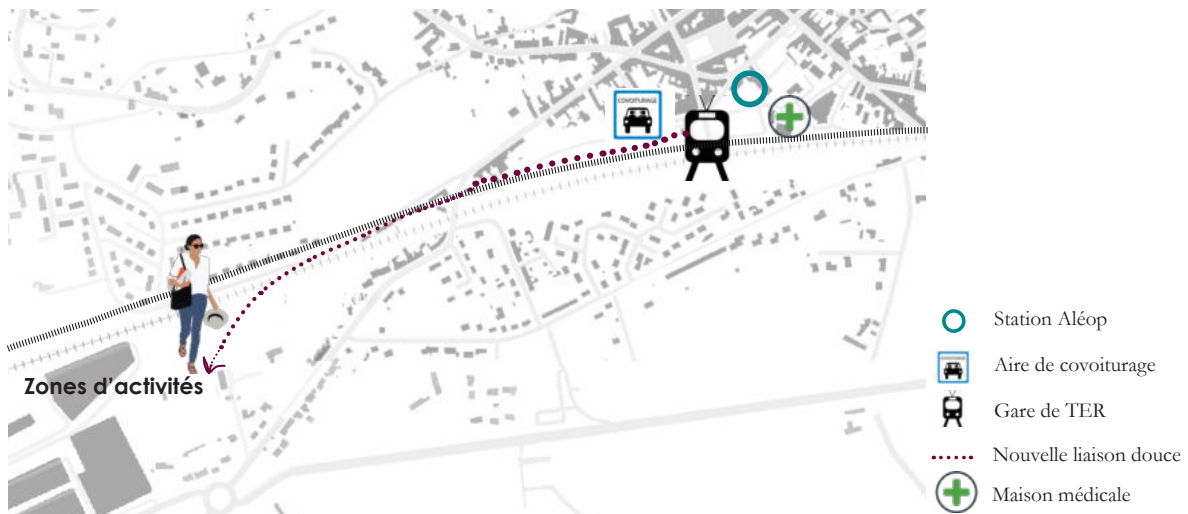 COVOITURAGE
Zones d'activités
Station Aléop
Aire de covoiturage
Gare de TER
Nouvelle liaison douce
Maison médicale